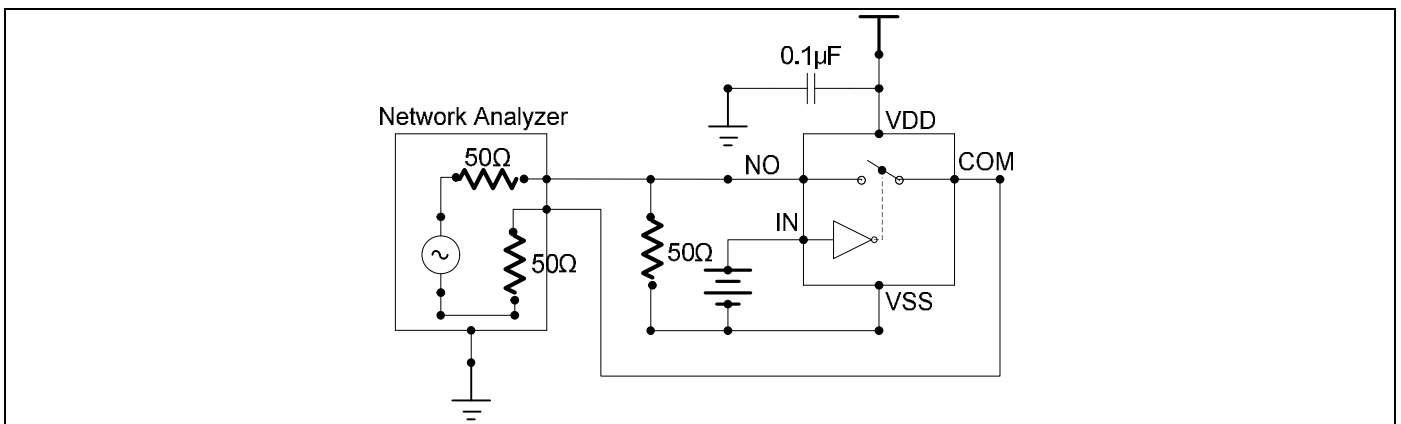 0.1µF
Network Analyzer
VDD
50Ω
NO
COM
IN
50Ω
50Ω
VSS